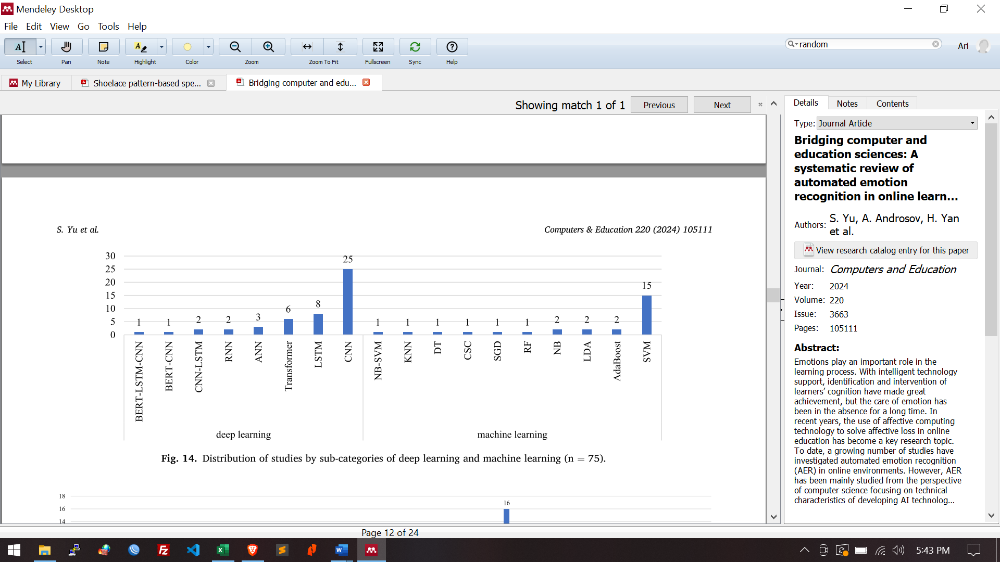 Mendeley Desktop
File Edit View Go Tools Help
Select Pan Note Highlight Color Zoom Zoom To Fit Fullscreen Sync Help
random
Ari
My Library
Shoelace pattern-based spe...
Bridging computer and edu...
Showing match 1 of 1
Previous
Next
S. Yu et al.
Computers & Education 220 (2024) 105111
30
25
20
15
10
5
0
1 1 2 2 3 6 8 25 1 1 1 1 1 1 2 2 2 15
BERT-LSTM-CNN
BERT-CNN
CNN-LSTM
RNN
ANN
Transformer
LSTM
CNN
NB-SVM
KNN
DT
CSC
SGD
RF
NB
LDA
AdaBoost
SVM
deep learning
machine learning
Fig. 14. Distribution of studies by sub-categories of deep learning and machine learning (n = 75).
18
16
14
16
Page 12 of 24
Details Notes Contents
Type: Journal Article
Bridging computer and
education sciences: A
systematic review of
automated emotion
recognition in online learn...
Authors: S. Yu, A. Androsov, H. Yan
et al.
View research catalog entry for this paper
Journal: Computers and Education
Year: 2024
Volume: 220
Issue: 3663
Pages: 105111
Abstract:
Emotions play an important role in the
learning process. With intelligent technology
support, identification and intervention of
learners’ cognition have made great
achievement, but the care of emotion has
been in the absence for a long time. In
recent years, the use of affective computing
technology to solve affective loss in online
education has become a key research topic.
To date, a growing number of studies have
investigated automated emotion recognition
(AER) in online environments. However, AER
has been mainly studied from the perspective
of computer science focusing on technical
characteristics of developing AI technolog...
5:43 PM